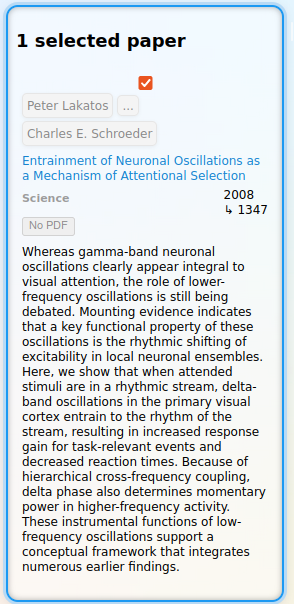 1 selected paper
Peter Lakatos
...
Charles E. Schroeder
Entrainment of Neuronal Oscillations as
a Mechanism of Attentional Selection
Science
2008
↳ 1347
No PDF
Whereas gamma-band neuronal
oscillations clearly appear integral to
visual attention, the role of lower-
frequency oscillations is still being
debated. Mounting evidence indicates
that a key functional property of these
oscillations is the rhythmic shifting of
excitability in local neuronal ensembles.
Here, we show that when attended
stimuli are in a rhythmic stream, delta-
band oscillations in the primary visual
cortex entrain to the rhythm of the
stream, resulting in increased response
gain for task-relevant events and
decreased reaction times. Because of
hierarchical cross-frequency coupling,
delta phase also determines momentary
power in higher-frequency activity.
These instrumental functions of low-
frequency oscillations support a
conceptual framework that integrates
numerous earlier findings.